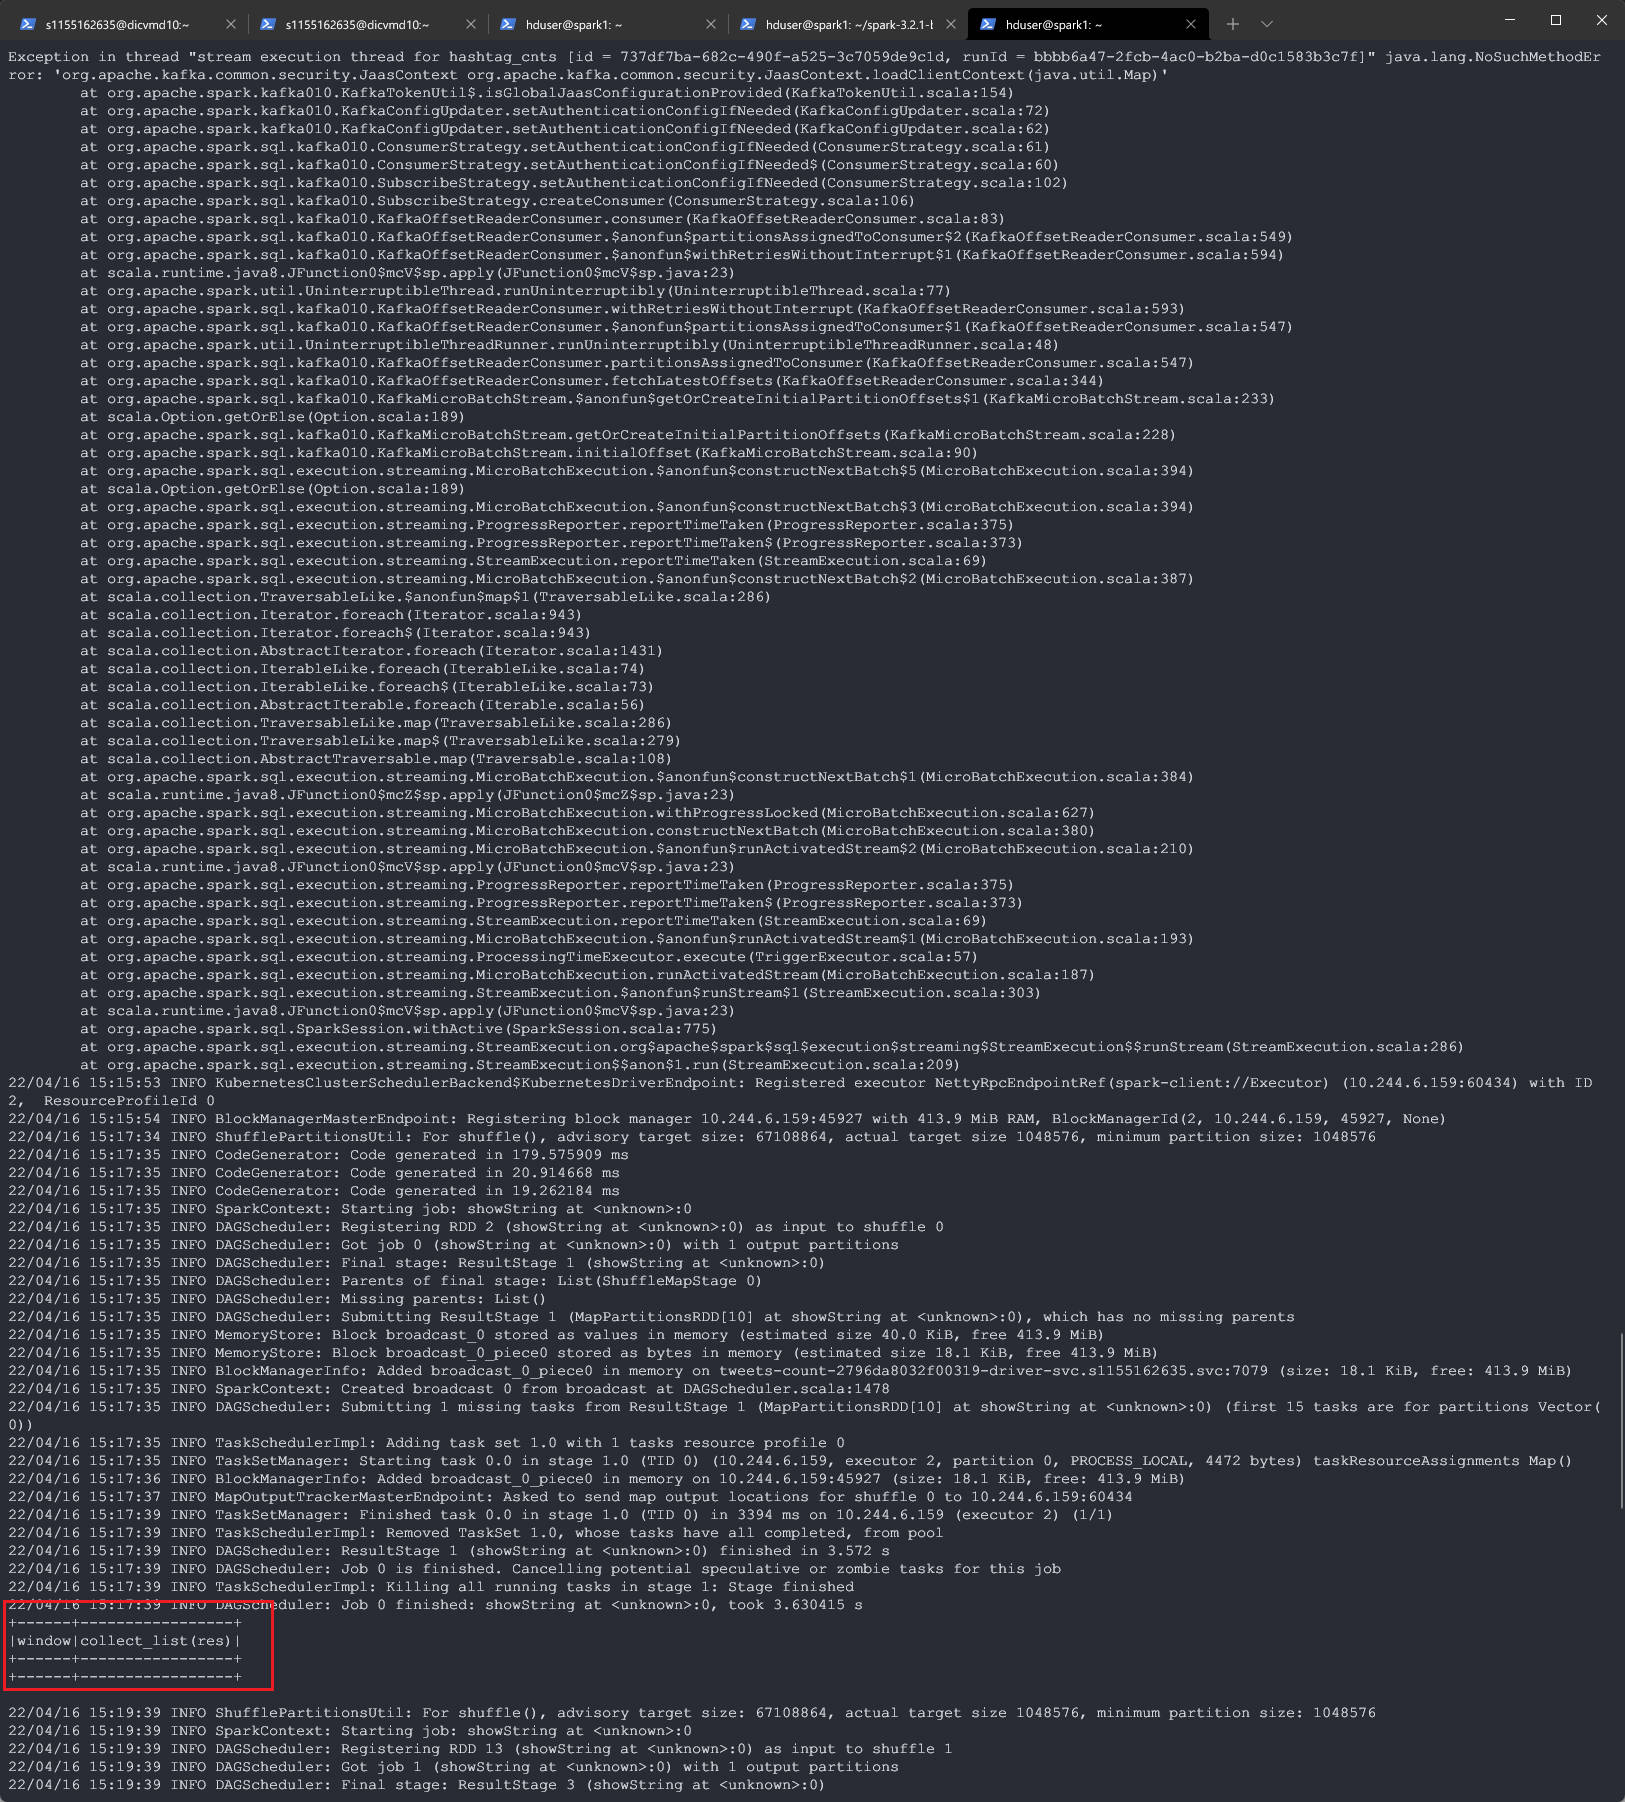 s1155162635@dicvmd10:~
s1155162635@dicvmd10:~
hduser@spark1: ~
hduser@spark1: ~/spark-3.2.1-b
hduser@spark1: ~
Exception in thread "stream execution thread for hashtag_cnts [id = 737df7ba-682c-490f-a525-3c7059de9c1d, runId = bbbb6a47-2fcb-4ac0-b2ba-d0c1583b3c7f]" java.lang.NoSuchMethodEr
ror: 'org.apache.kafka.common.security.JaasContext org.apache.kafka.common.security.JaasContext.loadClientContext(java.util.Map)'
at org.apache.spark.kafka010.KafkaTokenUtil$.isGlobalJaasConfigurationProvided(KafkaTokenUtil.scala:154)
at org.apache.spark.kafka010.KafkaConfigUpdater.setAuthenticationConfigIfNeeded(KafkaConfigUpdater.scala:72)
at org.apache.spark.kafka010.KafkaConfigUpdater.setAuthenticationConfigIfNeeded(KafkaConfigUpdater.scala:62)
at org.apache.spark.sql.kafka010.ConsumerStrategy.setAuthenticationConfigIfNeeded(ConsumerStrategy.scala:61)
at org.apache.spark.sql.kafka010.ConsumerStrategy.setAuthenticationConfigIfNeeded$(ConsumerStrategy.scala:60)
at org.apache.spark.sql.kafka010.SubscribeStrategy.setAuthenticationConfigIfNeeded(ConsumerStrategy.scala:102)
at org.apache.spark.sql.kafka010.SubscribeStrategy.createConsumer(ConsumerStrategy.scala:106)
at org.apache.spark.sql.kafka010.KafkaOffsetReaderConsumer.consumer(KafkaOffsetReaderConsumer.scala:83)
at org.apache.spark.sql.kafka010.KafkaOffsetReaderConsumer.$anonfun$partitionsAssignedToConsumer$2(KafkaOffsetReaderConsumer.scala:549)
at org.apache.spark.sql.kafka010.KafkaOffsetReaderConsumer.$anonfun$withRetriesWithoutInterrupt$1(KafkaOffsetReaderConsumer.scala:594)
at scala.runtime.java8.JFunction0$mcV$sp.apply(JFunction0$mcV$sp.java:23)
at org.apache.spark.util.UninterruptibleThread.runUninterruptibly(UninterruptibleThread.scala:77)
at org.apache.spark.sql.kafka010.KafkaOffsetReaderConsumer.withRetriesWithoutInterrupt(KafkaOffsetReaderConsumer.scala:593)
at org.apache.spark.sql.kafka010.KafkaOffsetReaderConsumer.$anonfun$partitionsAssignedToConsumer$1(KafkaOffsetReaderConsumer.scala:547)
at org.apache.spark.util.UninterruptibleThreadRunner.runUninterruptibly(UninterruptibleThreadRunner.scala:48)
at org.apache.spark.sql.kafka010.KafkaOffsetReaderConsumer.partitionsAssignedToConsumer(KafkaOffsetReaderConsumer.scala:547)
at org.apache.spark.sql.kafka010.KafkaOffsetReaderConsumer.fetchLatestOffsets(KafkaOffsetReaderConsumer.scala:344)
at org.apache.spark.sql.kafka010.KafkaMicroBatchStream.$anonfun$getOrCreateInitialPartitionOffsets$1(KafkaMicroBatchStream.scala:233)
at scala.Option.getOrElse(Option.scala:189)
at org.apache.spark.sql.kafka010.KafkaMicroBatchStream.getOrCreateInitialPartitionOffsets(KafkaMicroBatchStream.scala:228)
at org.apache.spark.sql.kafka010.KafkaMicroBatchStream.initialOffset(KafkaMicroBatchStream.scala:90)
at org.apache.spark.sql.execution.streaming.MicroBatchExecution.$anonfun$constructNextBatch$5(MicroBatchExecution.scala:394)
at scala.Option.getOrElse(Option.scala:189)
at org.apache.spark.sql.execution.streaming.MicroBatchExecution.$anonfun$constructNextBatch$3(MicroBatchExecution.scala:394)
at org.apache.spark.sql.execution.streaming.ProgressReporter.reportTimeTaken(ProgressReporter.scala:375)
at org.apache.spark.sql.execution.streaming.ProgressReporter.reportTimeTaken$(ProgressReporter.scala:373)
at org.apache.spark.sql.execution.streaming.StreamExecution.reportTimeTaken(StreamExecution.scala:69)
at org.apache.spark.sql.execution.streaming.MicroBatchExecution.$anonfun$constructNextBatch$2(MicroBatchExecution.scala:387)
at scala.collection.TraversableLike.$anonfun$map$1(TraversableLike.scala:286)
at scala.collection.Iterator.foreach(Iterator.scala:943)
at scala.collection.Iterator.foreach$(Iterator.scala:943)
at scala.collection.AbstractIterator.foreach(Iterator.scala:1431)
at scala.collection.IterableLike.foreach(IterableLike.scala:74)
at scala.collection.IterableLike.foreach$(IterableLike.scala:73)
at scala.collection.AbstractIterable.foreach(Iterable.scala:56)
at scala.collection.TraversableLike.map(TraversableLike.scala:286)
at scala.collection.TraversableLike.map$(TraversableLike.scala:279)
at scala.collection.AbstractTraversable.map(Traversable.scala:108)
at org.apache.spark.sql.execution.streaming.MicroBatchExecution.$anonfun$constructNextBatch$1(MicroBatchExecution.scala:384)
at scala.runtime.java8.JFunction0$mcZ$sp.apply(JFunction0$mcZ$sp.java:23)
at org.apache.spark.sql.execution.streaming.MicroBatchExecution.withProgressLocked(MicroBatchExecution.scala:627)
at org.apache.spark.sql.execution.streaming.MicroBatchExecution.constructNextBatch(MicroBatchExecution.scala:380)
at org.apache.spark.sql.execution.streaming.MicroBatchExecution.$anonfun$runActivatedStream$2(MicroBatchExecution.scala:210)
at scala.runtime.java8.JFunction0$mcV$sp.apply(JFunction0$mcV$sp.java:23)
at org.apache.spark.sql.execution.streaming.ProgressReporter.reportTimeTaken(ProgressReporter.scala:375)
at org.apache.spark.sql.execution.streaming.ProgressReporter.reportTimeTaken$(ProgressReporter.scala:373)
at org.apache.spark.sql.execution.streaming.StreamExecution.reportTimeTaken(StreamExecution.scala:69)
at org.apache.spark.sql.execution.streaming.MicroBatchExecution.$anonfun$runActivatedStream$1(MicroBatchExecution.scala:193)
at org.apache.spark.sql.execution.streaming.ProcessingTimeExecutor.execute(TriggerExecutor.scala:57)
at org.apache.spark.sql.execution.streaming.MicroBatchExecution.runActivatedStream(MicroBatchExecution.scala:187)
at org.apache.spark.sql.execution.streaming.StreamExecution.$anonfun$runStream$1(StreamExecution.scala:303)
at scala.runtime.java8.JFunction0$mcV$sp.apply(JFunction0$mcV$sp.java:23)
at org.apache.spark.sql.SparkSession.withActive(SparkSession.scala:775)
at org.apache.spark.sql.execution.streaming.StreamExecution.org$apache$spark$sql$execution$streaming$StreamExecution$$runStream(StreamExecution.scala:286)
at org.apache.spark.sql.execution.streaming.StreamExecution$$anon$1.run(StreamExecution.scala:209)
22/04/16 15:15:53 INFO KubernetesClusterSchedulerBackend$KubernetesDriverEndpoint: Registered executor NettyRpcEndpointRef(spark-client://Executor) (10.244.6.159:60434) with ID
2,  ResourceProfileId 0
22/04/16 15:15:54 INFO BlockManagerMasterEndpoint: Registering block manager 10.244.6.159:45927 with 413.9 MiB RAM, BlockManagerId(2, 10.244.6.159, 45927, None)
22/04/16 15:17:34 INFO ShufflePartitionsUtil: For shuffle(), advisory target size: 67108864, actual target size 1048576, minimum partition size: 1048576
22/04/16 15:17:35 INFO CodeGenerator: Code generated in 179.575909 ms
22/04/16 15:17:35 INFO CodeGenerator: Code generated in 20.914668 ms
22/04/16 15:17:35 INFO CodeGenerator: Code generated in 19.262184 ms
22/04/16 15:17:35 INFO SparkContext: Starting job: showString at <unknown>:0
22/04/16 15:17:35 INFO DAGScheduler: Registering RDD 2 (showString at <unknown>:0) as input to shuffle 0
22/04/16 15:17:35 INFO DAGScheduler: Got job 0 (showString at <unknown>:0) with 1 output partitions
22/04/16 15:17:35 INFO DAGScheduler: Final stage: ResultStage 1 (showString at <unknown>:0)
22/04/16 15:17:35 INFO DAGScheduler: Parents of final stage: List(ShuffleMapStage 0)
22/04/16 15:17:35 INFO DAGScheduler: Missing parents: List()
22/04/16 15:17:35 INFO DAGScheduler: Submitting ResultStage 1 (MapPartitionsRDD[10] at showString at <unknown>:0), which has no missing parents
22/04/16 15:17:35 INFO MemoryStore: Block broadcast_0 stored as values in memory (estimated size 40.0 KiB, free 413.9 MiB)
22/04/16 15:17:35 INFO MemoryStore: Block broadcast_0_piece0 stored as bytes in memory (estimated size 18.1 KiB, free 413.9 MiB)
22/04/16 15:17:35 INFO BlockManagerInfo: Added broadcast_0_piece0 in memory on tweets-count-2796da8032f00319-driver-svc.s1155162635.svc:7079 (size: 18.1 KiB, free: 413.9 MiB)
22/04/16 15:17:35 INFO SparkContext: Created broadcast 0 from broadcast at DAGScheduler.scala:1478
22/04/16 15:17:35 INFO DAGScheduler: Submitting 1 missing tasks from ResultStage 1 (MapPartitionsRDD[10] at showString at <unknown>:0) (first 15 tasks are for partitions Vector(
0))
22/04/16 15:17:35 INFO TaskSchedulerImpl: Adding task set 1.0 with 1 tasks resource profile 0
22/04/16 15:17:35 INFO TaskSetManager: Starting task 0.0 in stage 1.0 (TID 0) (10.244.6.159, executor 2, partition 0, PROCESS_LOCAL, 4472 bytes) taskResourceAssignments Map()
22/04/16 15:17:36 INFO BlockManagerInfo: Added broadcast_0_piece0 in memory on 10.244.6.159:45927 (size: 18.1 KiB, free: 413.9 MiB)
22/04/16 15:17:37 INFO MapOutputTrackerMasterEndpoint: Asked to send map output locations for shuffle 0 to 10.244.6.159:60434
22/04/16 15:17:39 INFO TaskSetManager: Finished task 0.0 in stage 1.0 (TID 0) in 3394 ms on 10.244.6.159 (executor 2) (1/1)
22/04/16 15:17:39 INFO TaskSchedulerImpl: Removed TaskSet 1.0, whose tasks have all completed, from pool
22/04/16 15:17:39 INFO DAGScheduler: ResultStage 1 (showString at <unknown>:0) finished in 3.572 s
22/04/16 15:17:39 INFO DAGScheduler: Job 0 is finished. Cancelling potential speculative or zombie tasks for this job
22/04/16 15:17:39 INFO TaskSchedulerImpl: Killing all running tasks in stage 1: Stage finished
22/04/16 15:17:39 INFO DAGScheduler: Job 0 finished: showString at <unknown>:0, took 3.630415 s
+------+-----------------+
|window|collect_list(res)|
+------+-----------------+
+------+-----------------+
22/04/16 15:19:39 INFO ShufflePartitionsUtil: For shuffle(), advisory target size: 67108864, actual target size 1048576, minimum partition size: 1048576
22/04/16 15:19:39 INFO SparkContext: Starting job: showString at <unknown>:0
22/04/16 15:19:39 INFO DAGScheduler: Registering RDD 13 (showString at <unknown>:0) as input to shuffle 1
22/04/16 15:19:39 INFO DAGScheduler: Got job 1 (showString at <unknown>:0) with 1 output partitions
22/04/16 15:19:39 INFO DAGScheduler: Final stage: ResultStage 3 (showString at <unknown>:0)